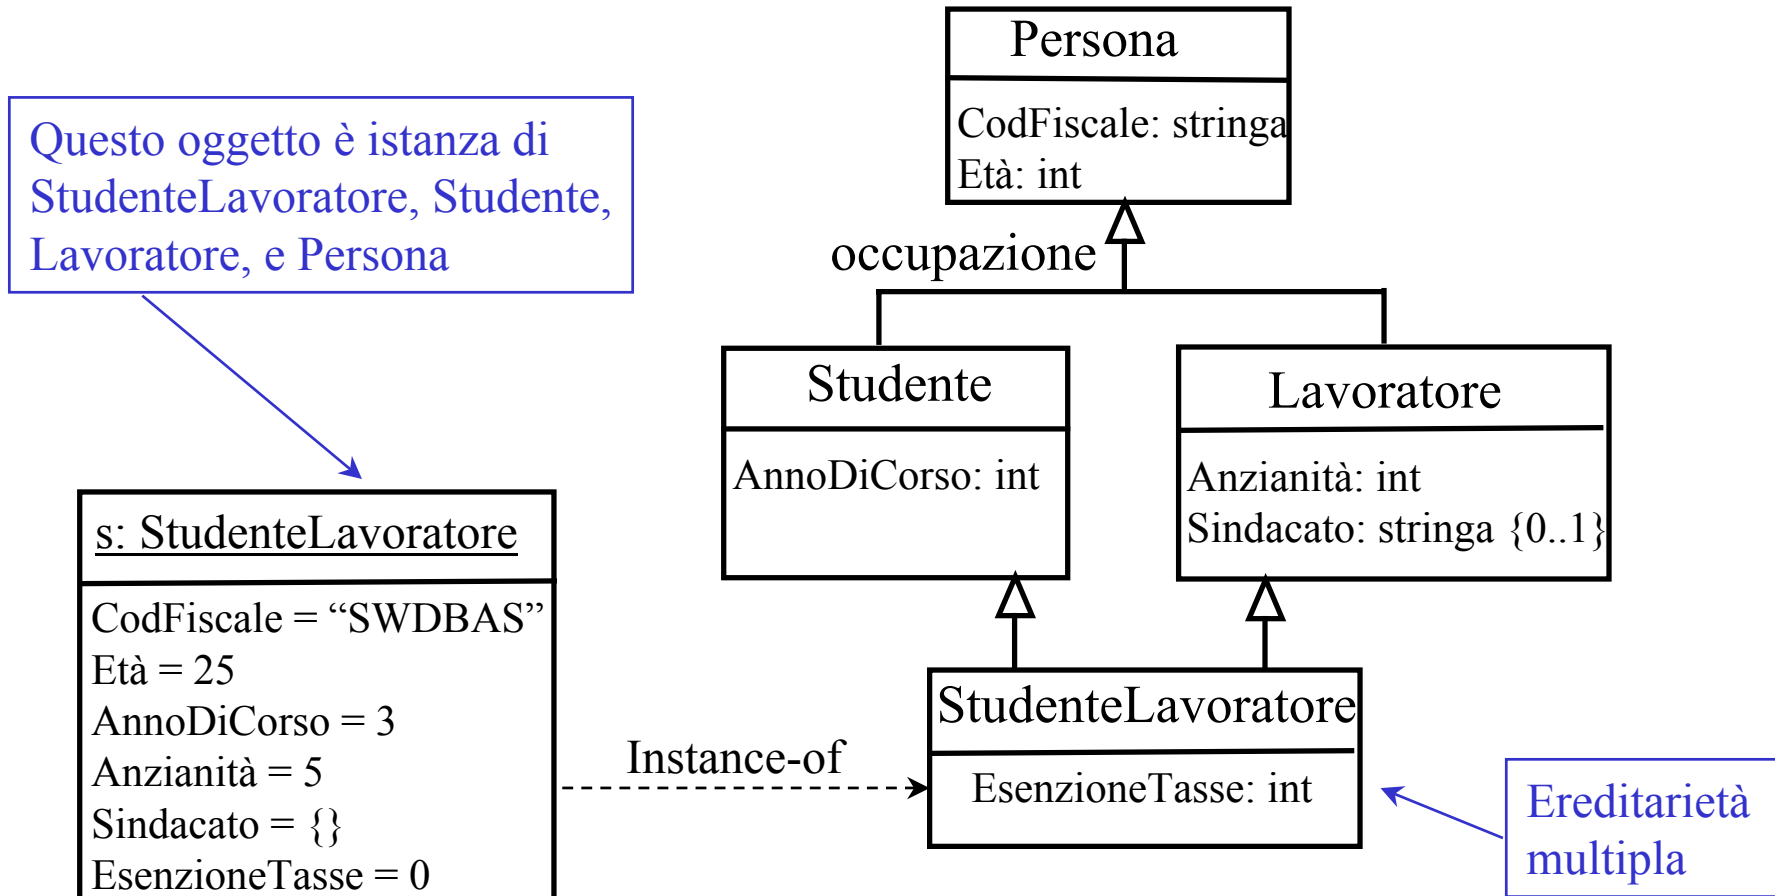 Persona
CodFiscale: stringa
Età: int
Questo oggetto è istanza di
StudenteLavoratore, Studente,
Lavoratore, e Persona
occupazione
Studente
AnnoDiCorso: int
Lavoratore
Anzianità: int
Sindacato: stringa {0..1}
s: StudenteLavoratore
CodFiscale = “SWDBAS”
Età = 25
AnnoDiCorso = 3
Anzianità = 5
Sindacato = {}
EsenzioneTasse = 0
Instance-of
StudenteLavoratore
EsenzioneTasse: int
Ereditarietà
multipla